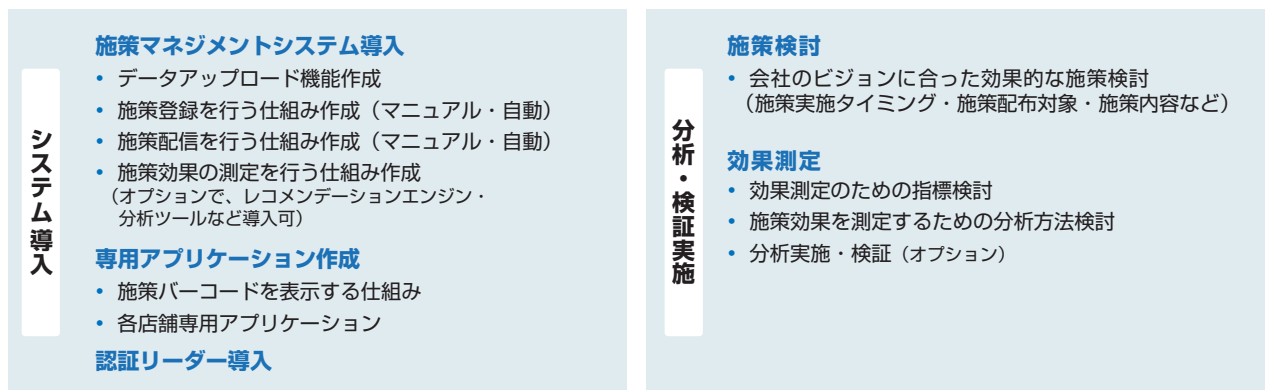 システム導入
施策マネジメントシステム導入
• データアップロード機能作成
• 施策登録を行う仕組み作成（マニュアル・自動）
• 施策配信を行う仕組み作成（マニュアル・自動）
• 施策効果の測定を行う仕組み作成
（オプションで、レコメンデーションエンジン・
分析ツールなど導入可）
専用アプリケーション作成
• 施策バーコードを表示する仕組み
• 各店舗専用アプリケーション
認証リーダー導入
分析・検証実施
施策検討
• 会社のビジョンに合った効果的な施策検討
（施策実施タイミング・施策配布対象・施策内容など）
効果測定
• 効果測定のための指標検討
• 施策効果を測定するための分析方法検討
• 分析実施・検証（オプション）